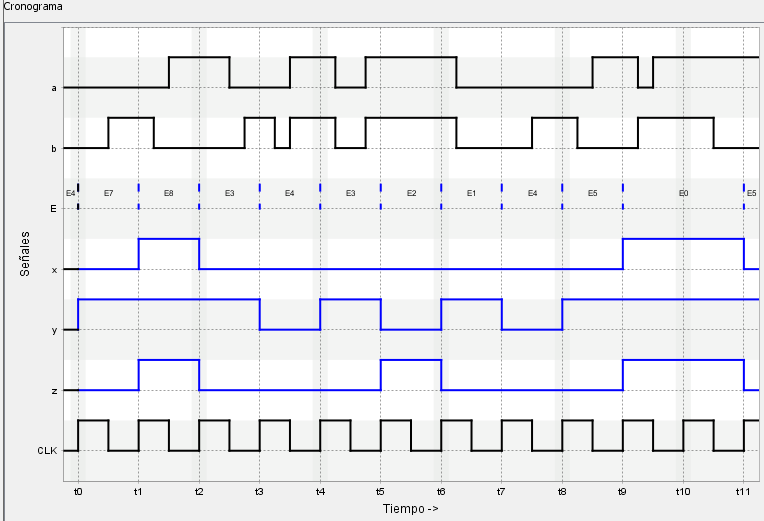 Cronograma
a
b
E4 E7 E8 E3 E4 E3 E2 E1 E4 E5 E0 E5
E
Señales
x
y
z
CLK
t0 t1 t2 t3 t4 t5 t6 t7 t8 t9 t10 t11
Tiempo ->